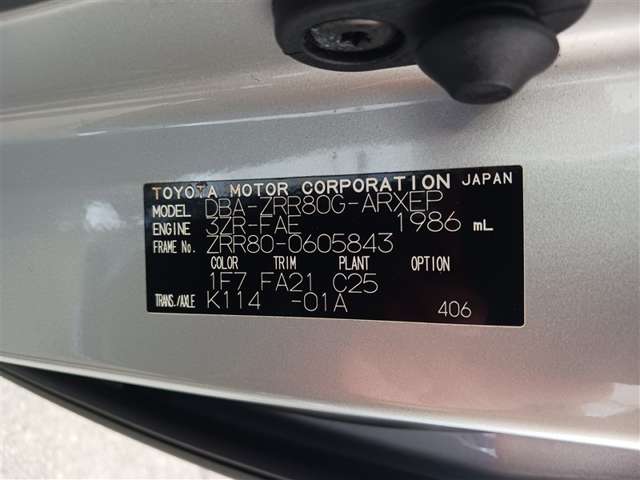 TOYOTA MOTOR CORPORATION JAPAN
MODEL DBA-ZRR80G-ARXEP
ENGINE 3ZR-FAE 1986 mL
FRAME No. ZRR80-0605843
COLOR TRIM PLANT OPTION
1F7 FA21 C25
TRANS./AXLE K114 -01A
406